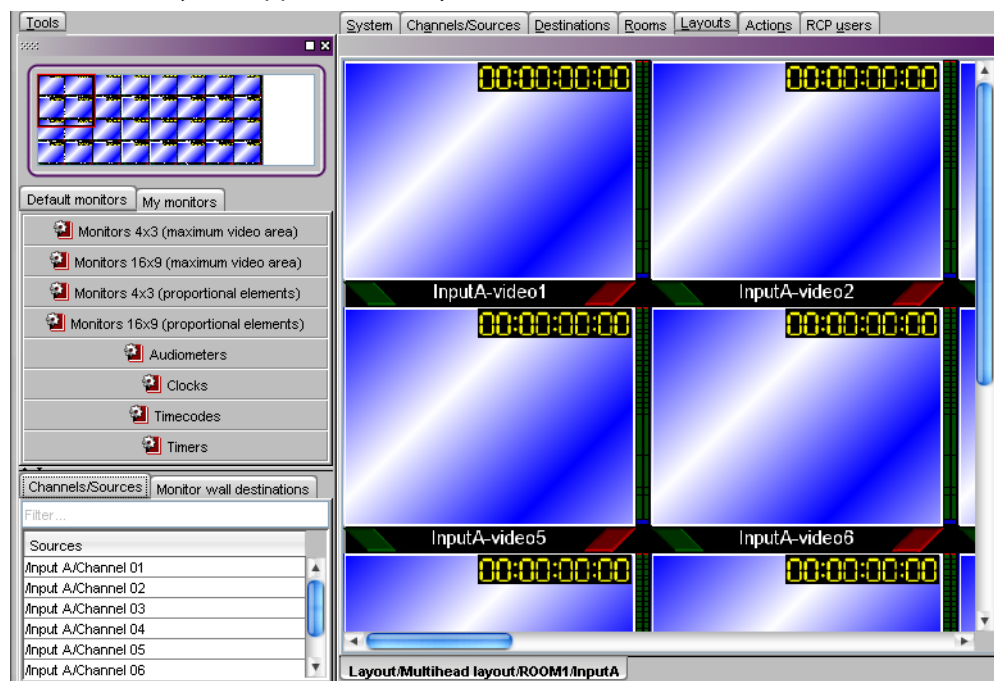 Tools
System Channels/Sources Destinations Rooms Layouts Actions RCP users
00:00:00:00 00:00:00:00
Default monitors My monitors
Monitors 4x3 (maximum video area)
Monitors 16x9 (maximum video area)
Monitors 4x3 (proportional elements)
Monitors 16x9 (proportional elements)
Audiometers
Clocks
Timecodes
Timers
InputA-video1 InputA-video2
00:00:00:00 00:00:00:00
InputA-video5 InputA-video6
00:00:00:00 00:00:00:00
Channels/Sources Monitor wall destinations
Filter...
Sources
/Input A/Channel 01
/Input A/Channel 02
/Input A/Channel 03
/Input A/Channel 04
/Input A/Channel 05
/Input A/Channel 06
Layout/Multihead layout/ROOM1/InputA